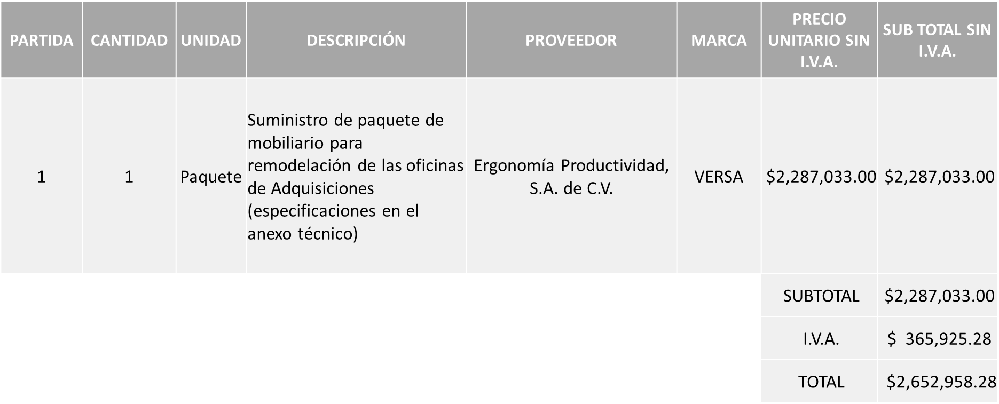 PARTIDA CANTIDAD UNIDAD DESCRIPCIÓN PROVEEDOR MARCA PRECIO UNITARIO SIN I.V.A. SUB TOTAL SIN I.V.A.
1 1 Paquete
Suministro de paquete de
mobiliario para
remodelación de las oficinas
de Adquisiciones
(especificaciones en el
anexo técnico)
Ergonomía Productividad,
S.A. de C.V.
VERSA $2,287,033.00 $2,287,033.00
SUBTOTAL $2,287,033.00
I.V.A. $ 365,925.28
TOTAL $2,652,958.28